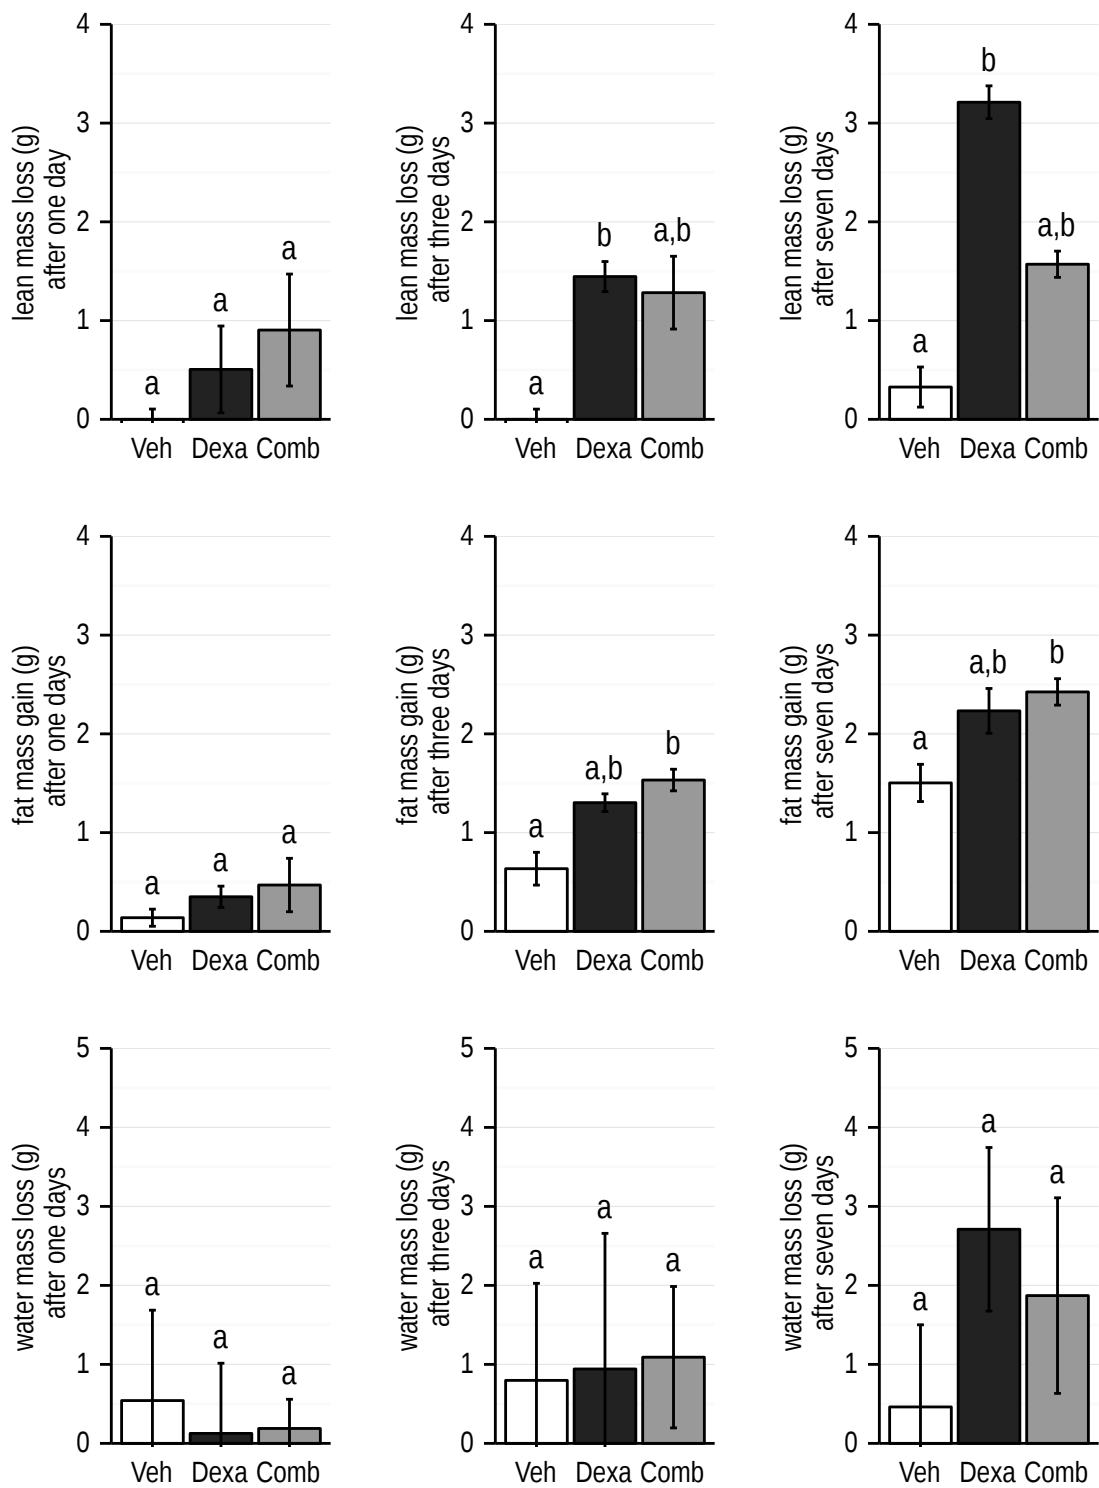 lean mass loss (g)
after one day
4
3
2
1
0
a
a
a
Veh Dexa Comb
lean mass loss (g)
after three days
4
3
2
1
0
a
b
a,b
Veh Dexa Comb
lean mass loss (g)
after seven days
4
3
2
1
0
a
b
a,b
Veh Dexa Comb
fat mass gain (g)
after one days
4
3
2
1
0
a
a
a
Veh Dexa Comb
fat mass gain (g)
after three days
4
3
2
1
0
a
a,b
b
Veh Dexa Comb
fat mass gain (g)
after seven days
4
3
2
1
0
a
a,b
b
Veh Dexa Comb
water mass loss (g)
after one days
5
4
3
2
1
0
a
a
a
Veh Dexa Comb
water mass loss (g)
after three days
5
4
3
2
1
0
a
a
a
Veh Dexa Comb
water mass loss (g)
after seven days
5
4
3
2
1
0
a
a
a
Veh Dexa Comb